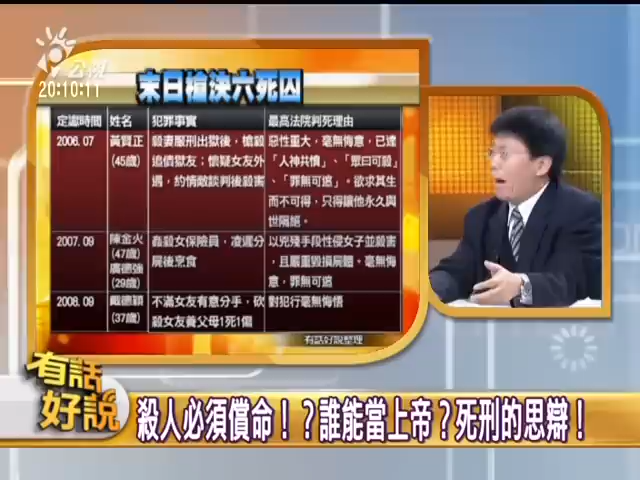 公視
20:10:11
末日槍決六死囚
定讞時間 姓名 犯罪事實 最高法院判死理由
2006.07 黃賢正 殺妻服刑出獄後，槍殺 惡性重大，毫無悔意，已達
(45歲) 追債獄友；懷疑女友外 「人神共憤」、「眾曰可殺」
遇，約情敵談判後殺害 、「罪無可逭」。欲求其生
而不可得，只得讓他永久與
世隔絕。
2007.09 陳金火 姦殺女保險員，凌遲分 以兇殘手段性侵女子並殺害
(47歲) 屍後烹食 ，且嚴重毀損屍體。毫無悔
廣德強 意，罪無可逭
(29歲)
2008.09 戴德穎 不滿女友有意分手，砍 對犯行毫無悔悟
(37歲) 殺女友養父母1死1傷
有話好說整理
有話
好說
殺人必須償命！？誰能當上帝？死刑的思辯！